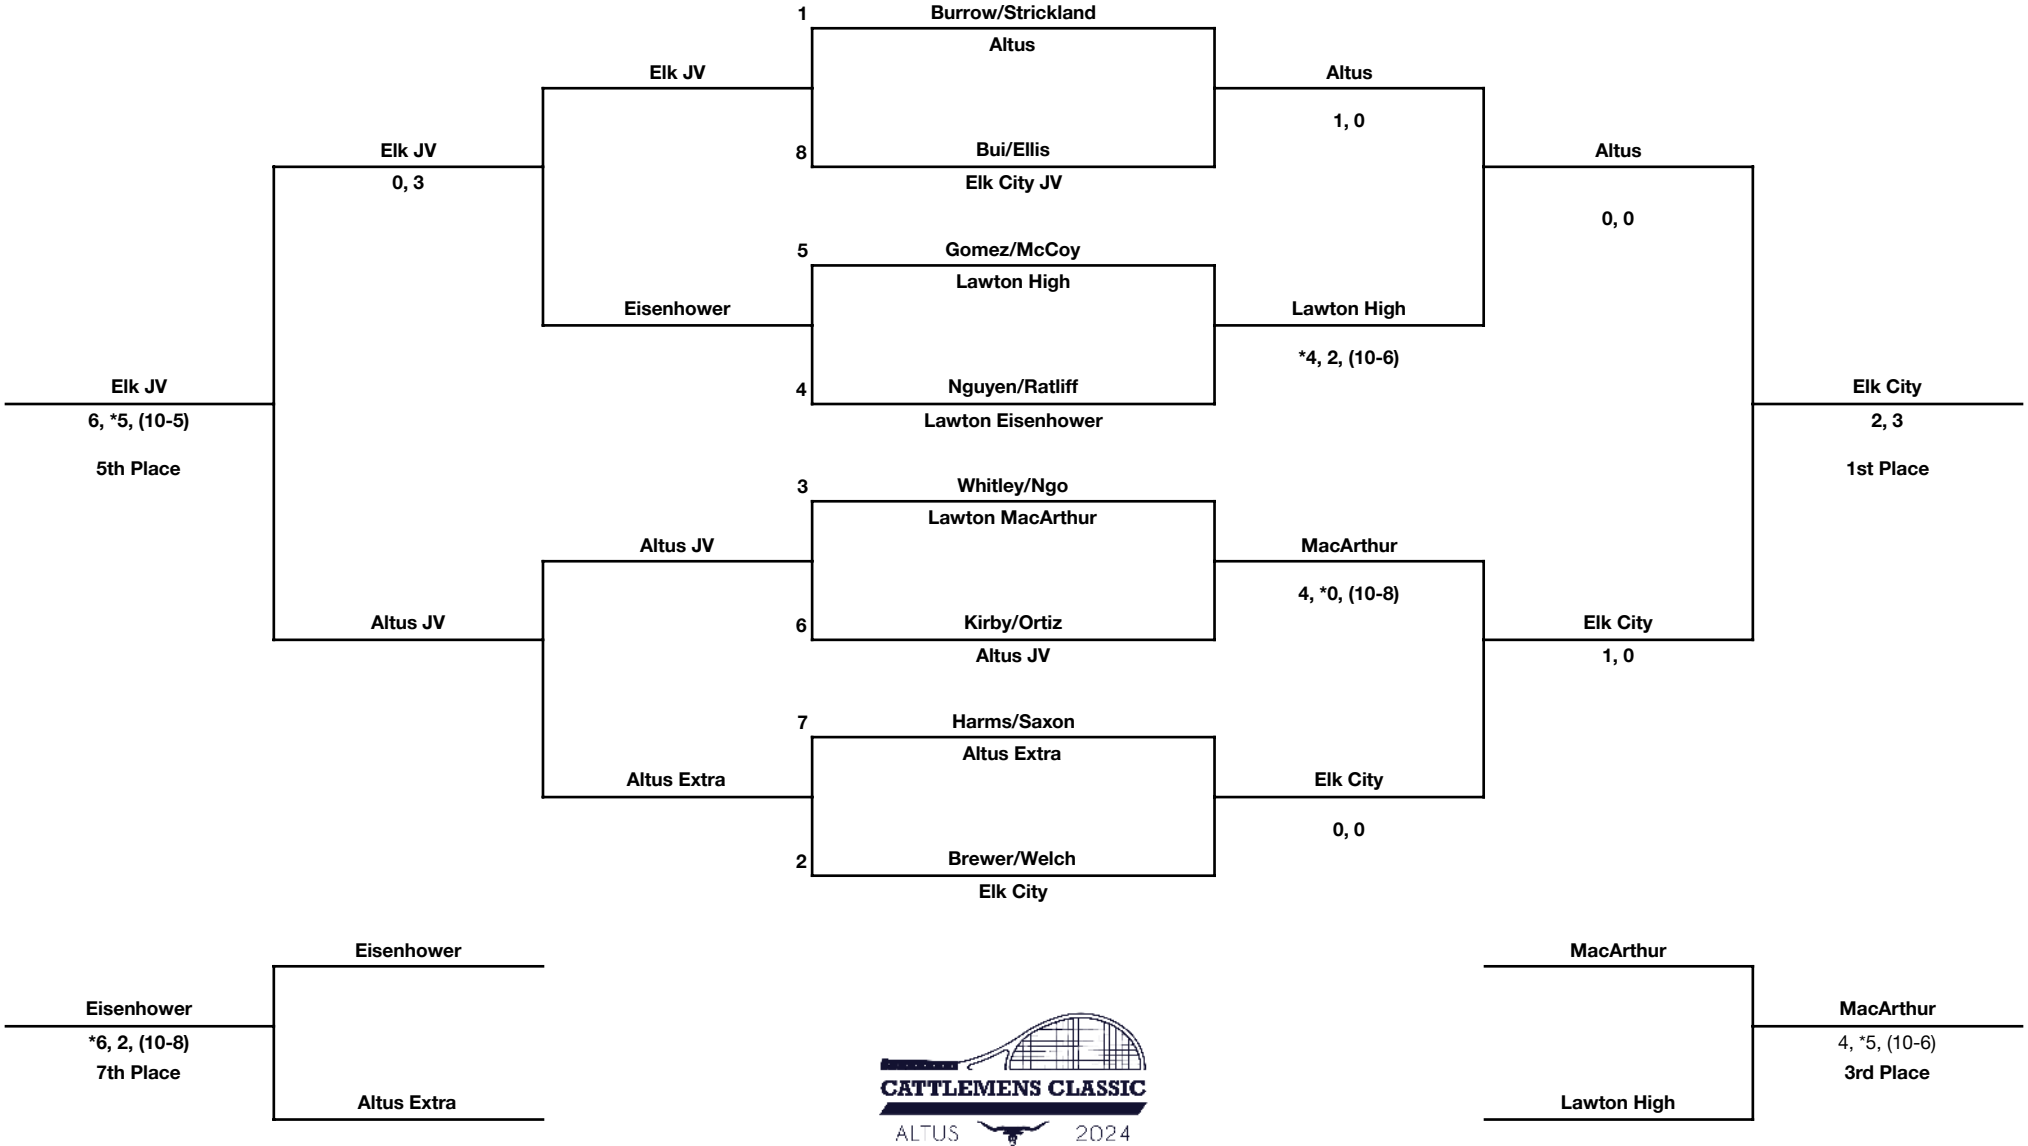 1
Burrow/Strickland
Altus
Elk JV
Altus
1, 0
Elk JV
0, 3
8
Bui/Ellis
Elk City JV
Altus
0, 0
5
Gomez/McCoy
Lawton High
Eisenhower
Lawton High
*4, 2, (10-6)
Elk JV
6, *5, (10-5)
5th Place
4
Nguyen/Ratliff
Lawton Eisenhower
Elk City
2, 3
1st Place
3
Whitley/Ngo
Lawton MacArthur
Altus JV
MacArthur
4, *0, (10-8)
Altus JV
6
Kirby/Ortiz
Altus JV
Elk City
1, 0
7
Harms/Saxon
Altus Extra
Altus Extra
Elk City
0, 0
2
Brewer/Welch
Elk City
Eisenhower
Eisenhower
*6, 2, (10-8)
7th Place
Altus Extra
CATTLEMENS CLASSIC
ALTUS 2024
MacArthur
MacArthur
4, *5, (10-6)
3rd Place
Lawton High